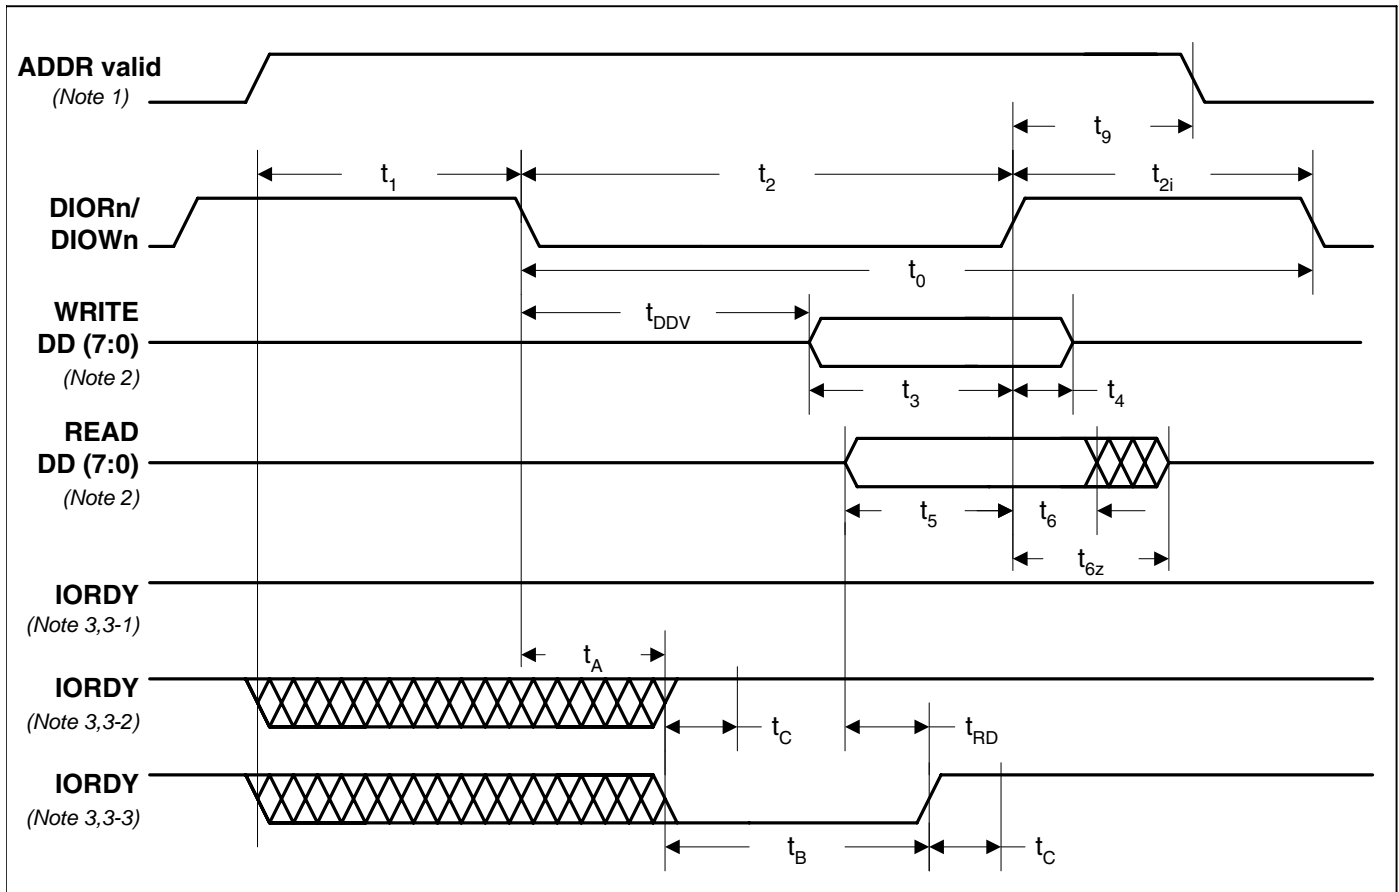 ADDR valid
(Note 1)
t9
t1
t2
t2i
DIORn/
DIOWn
t0
WRITE
DD (7:0)
(Note 2)
tDDV
t3
t4
READ
DD (7:0)
(Note 2)
t5
t6
t6z
IORDY
(Note 3,3-1)
tA
IORDY
(Note 3,3-2)
tC
tRD
IORDY
(Note 3,3-3)
tB
tC